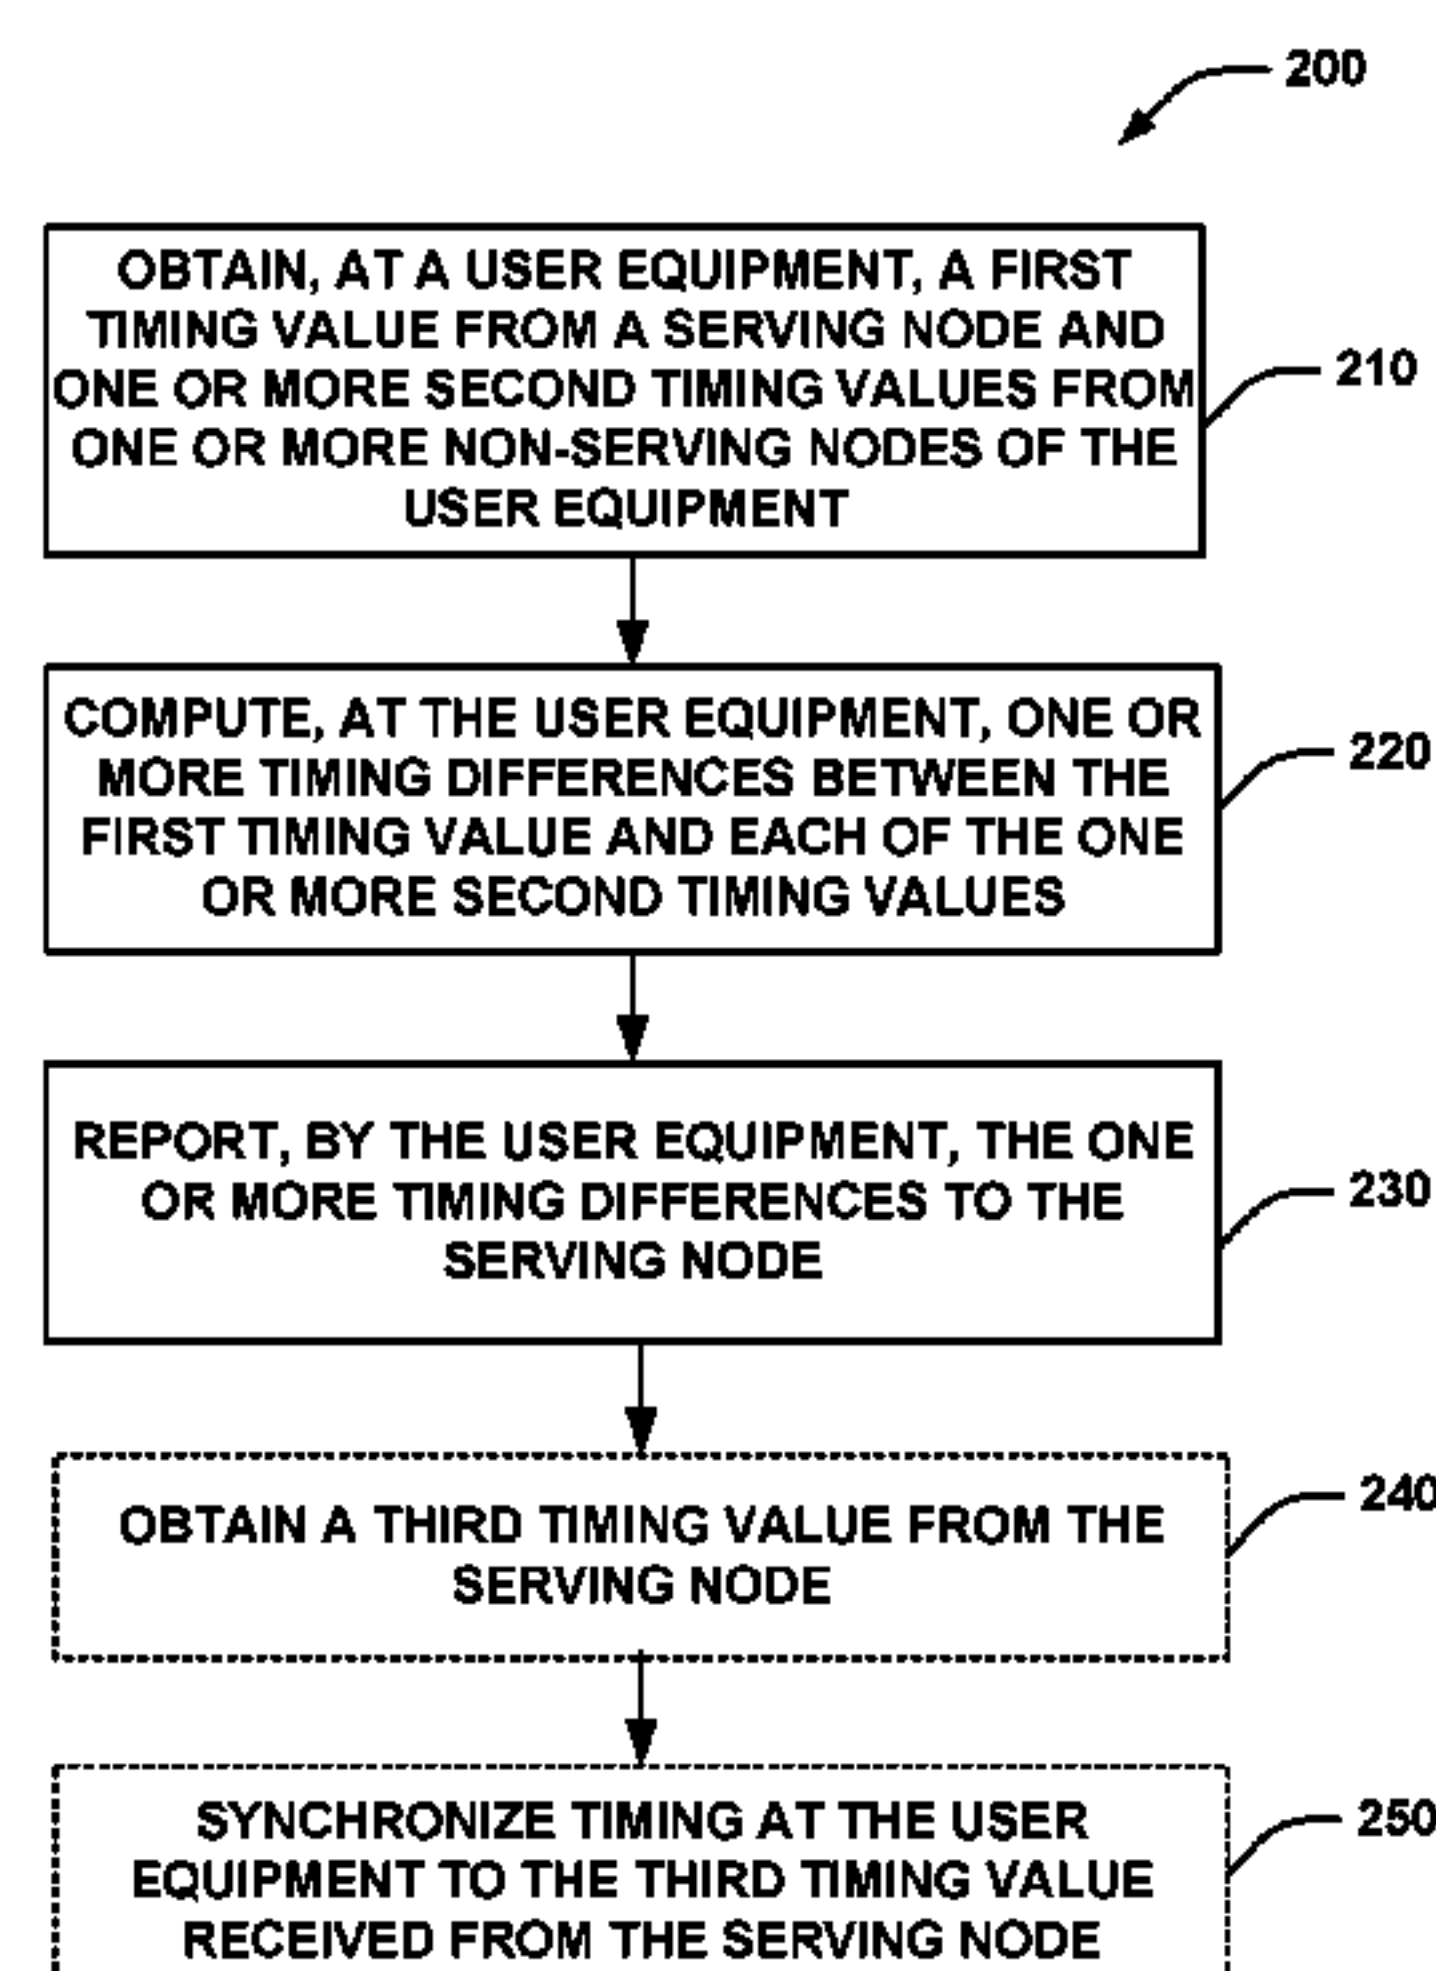 200
OBTAIN, AT A USER EQUIPMENT, A FIRST
TIMING VALUE FROM A SERVING NODE AND
ONE OR MORE SECOND TIMING VALUES FROM
ONE OR MORE NON-SERVING NODES OF THE
USER EQUIPMENT
210
COMPUTE, AT THE USER EQUIPMENT, ONE OR
MORE TIMING DIFFERENCES BETWEEN THE
FIRST TIMING VALUE AND EACH OF THE ONE
OR MORE SECOND TIMING VALUES
220
REPORT, BY THE USER EQUIPMENT, THE ONE
OR MORE TIMING DIFFERENCES TO THE
SERVING NODE
230
OBTAIN A THIRD TIMING VALUE FROM THE
SERVING NODE
240
SYNCHRONIZE TIMING AT THE USER
EQUIPMENT TO THE THIRD TIMING VALUE
RECEIVED FROM THE SERVING NODE
250